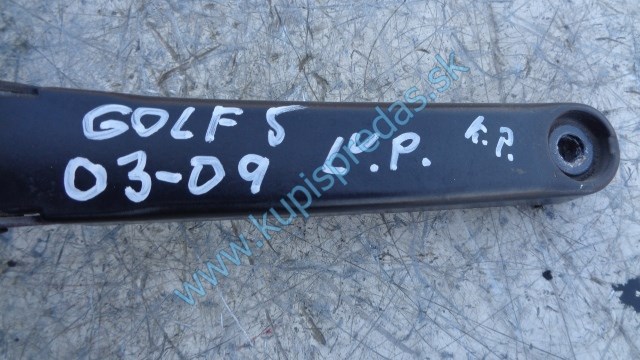 GOLF 5
03-09 K.P. K.P.
www.kupispredas.sk